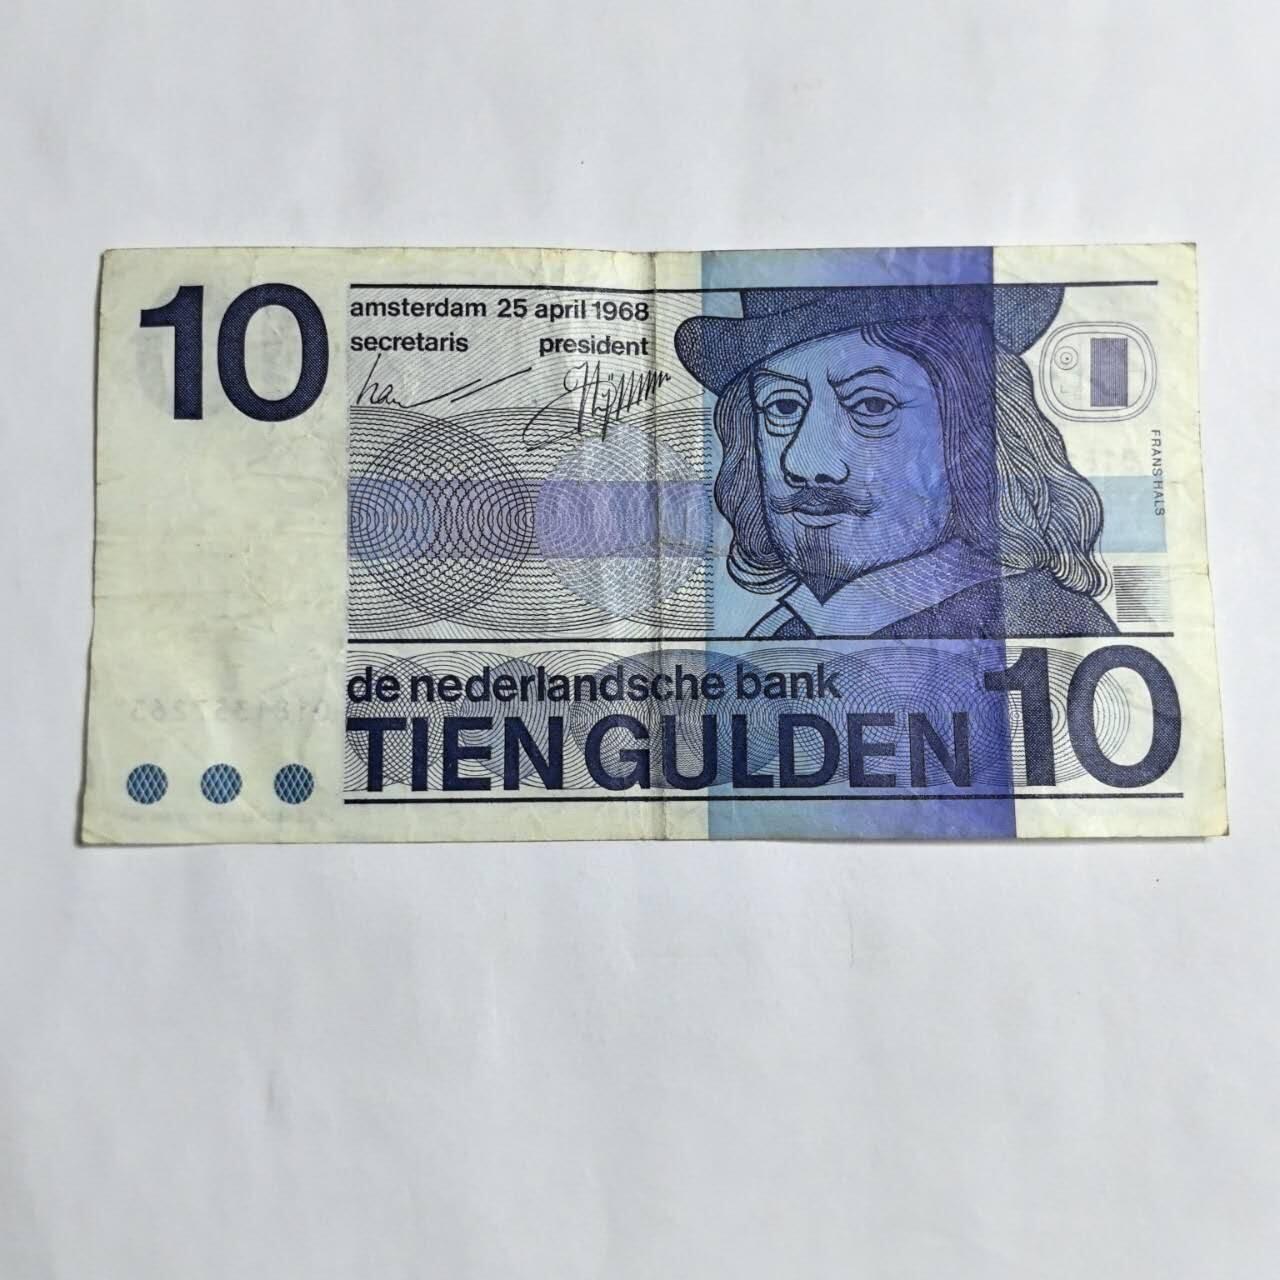 10
amsterdam 25 april 1968
secretaris president
FRANS HALS
de nederlandsche bank
TIEN GULDEN 10